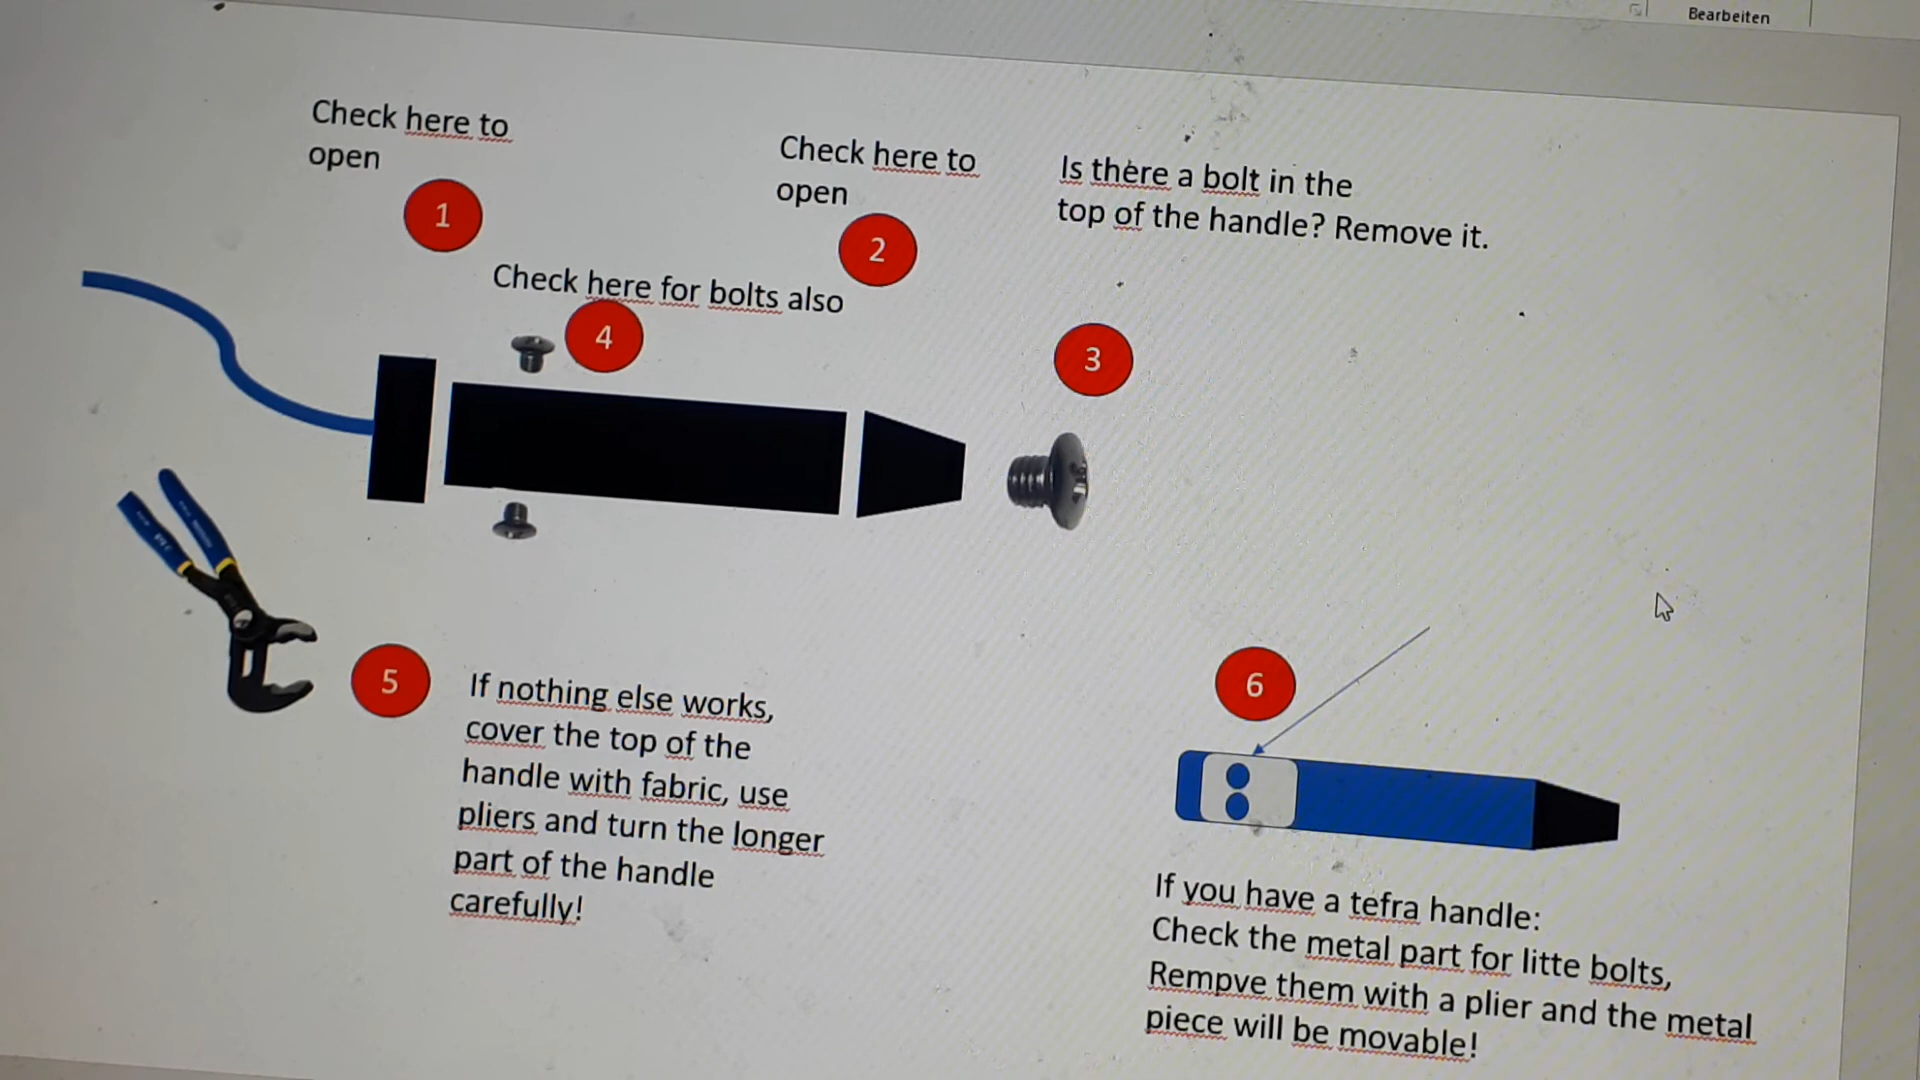 Bearbeiten
Check here to
open
1
Check here to
open
2
Is there a bolt in the
top of the handle? Remove it.
Check here for bolts also
4
3
5
If nothing else works,
cover the top of the
handle with fabric, use
pliers and turn the longer
part of the handle
carefully!
6
If you have a tefra handle:
Check the metal part for litte bolts,
Rempve them with a plier and the metal
piece will be movable!